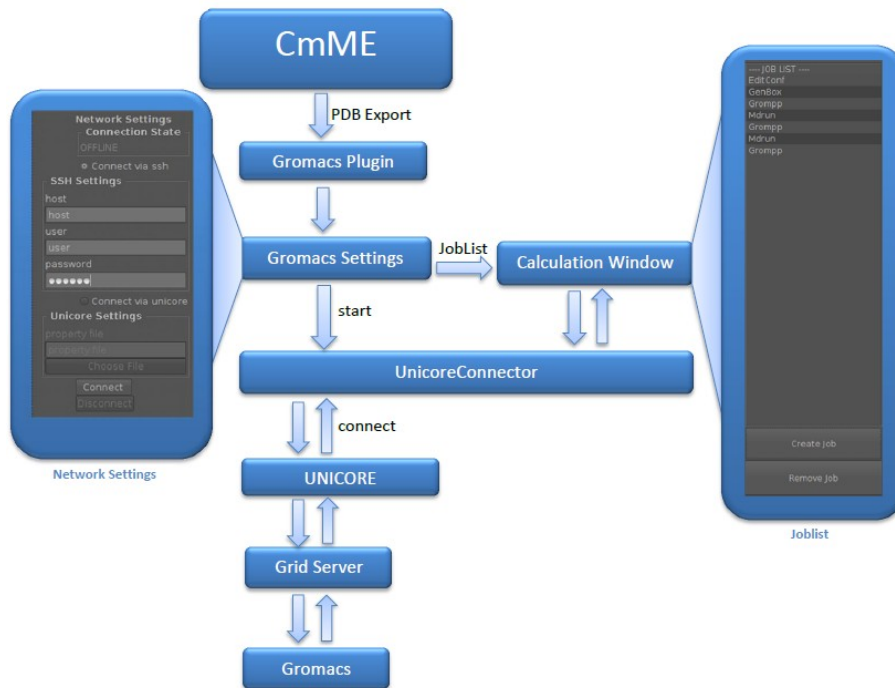 CmME
PDB Export
Gromacs Plugin
Gromacs Settings
JobList
Calculation Window
start
UnicoreConnector
connect
UNICORE
Grid Server
Gromacs
Network Settings
Connection State
OFFLINE
Connect via ssh
SSH Settings
host
host
user
user
password
●●●●●●
Connect via unicore
Unicore Settings
property file
property file
Choose File
Connect
Disconnect
Network Settings
---- JOB LIST ----
EditConf
GenBox
Grompp
Mdrun
Grompp
Mdrun
Grompp
Create Job
Remove Job
Joblist